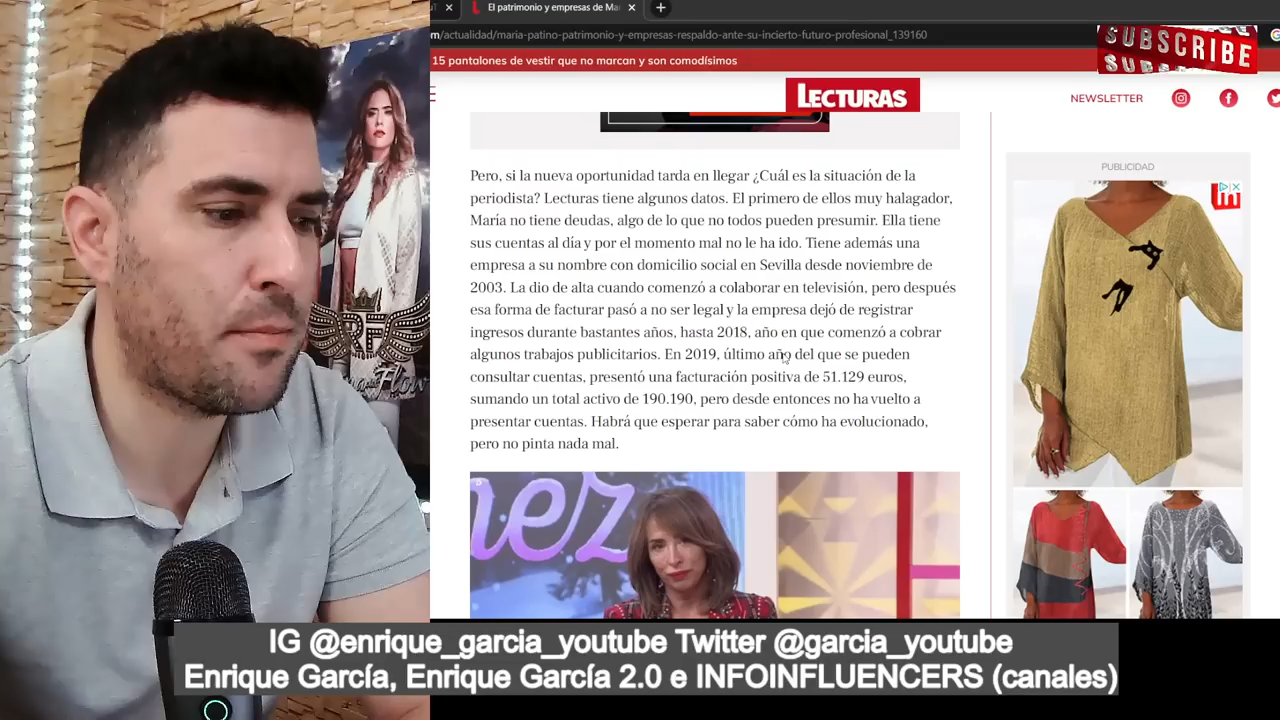 El patrimonio y empresas de Ma
m/actualidad/maria-patino-patrimonio-y-empresas-respaldo-ante-su-incierto-futuro-profesional_139160
SUBSCRIBE
15 pantalones de vestir que no marcan y son comodísimos
LECTURAS
NEWSLETTER
PUBLICIDAD
Pero, si la nueva oportunidad tarda en llegar ¿Cuál es la situación de la
periodista? Lecturas tiene algunos datos. El primero de ellos muy halagador,
María no tiene deudas, algo de lo que no todos pueden presumir. Ella tiene
sus cuentas al día y por el momento mal no le ha ido. Tiene además una
empresa a su nombre con domicilio social en Sevilla desde noviembre de
2003. La dio de alta cuando comenzó a colaborar en televisión, pero después
esa forma de facturar pasó a no ser legal y la empresa dejó de registrar
ingresos durante bastantes años, hasta 2018, año en que comenzó a cobrar
algunos trabajos publicitarios. En 2019, último año del que se pueden
consultar cuentas, presentó una facturación positiva de 51.129 euros,
sumando un total activo de 190.190, pero desde entonces no ha vuelto a
presentar cuentas. Habrá que esperar para saber cómo ha evolucionado,
pero no pinta nada mal.
nez
RF
Flow
IG @enrique_garcia_youtube Twitter @garcia_youtube
Enrique García, Enrique García 2.0 e INFOINFLUENCERS (canales)